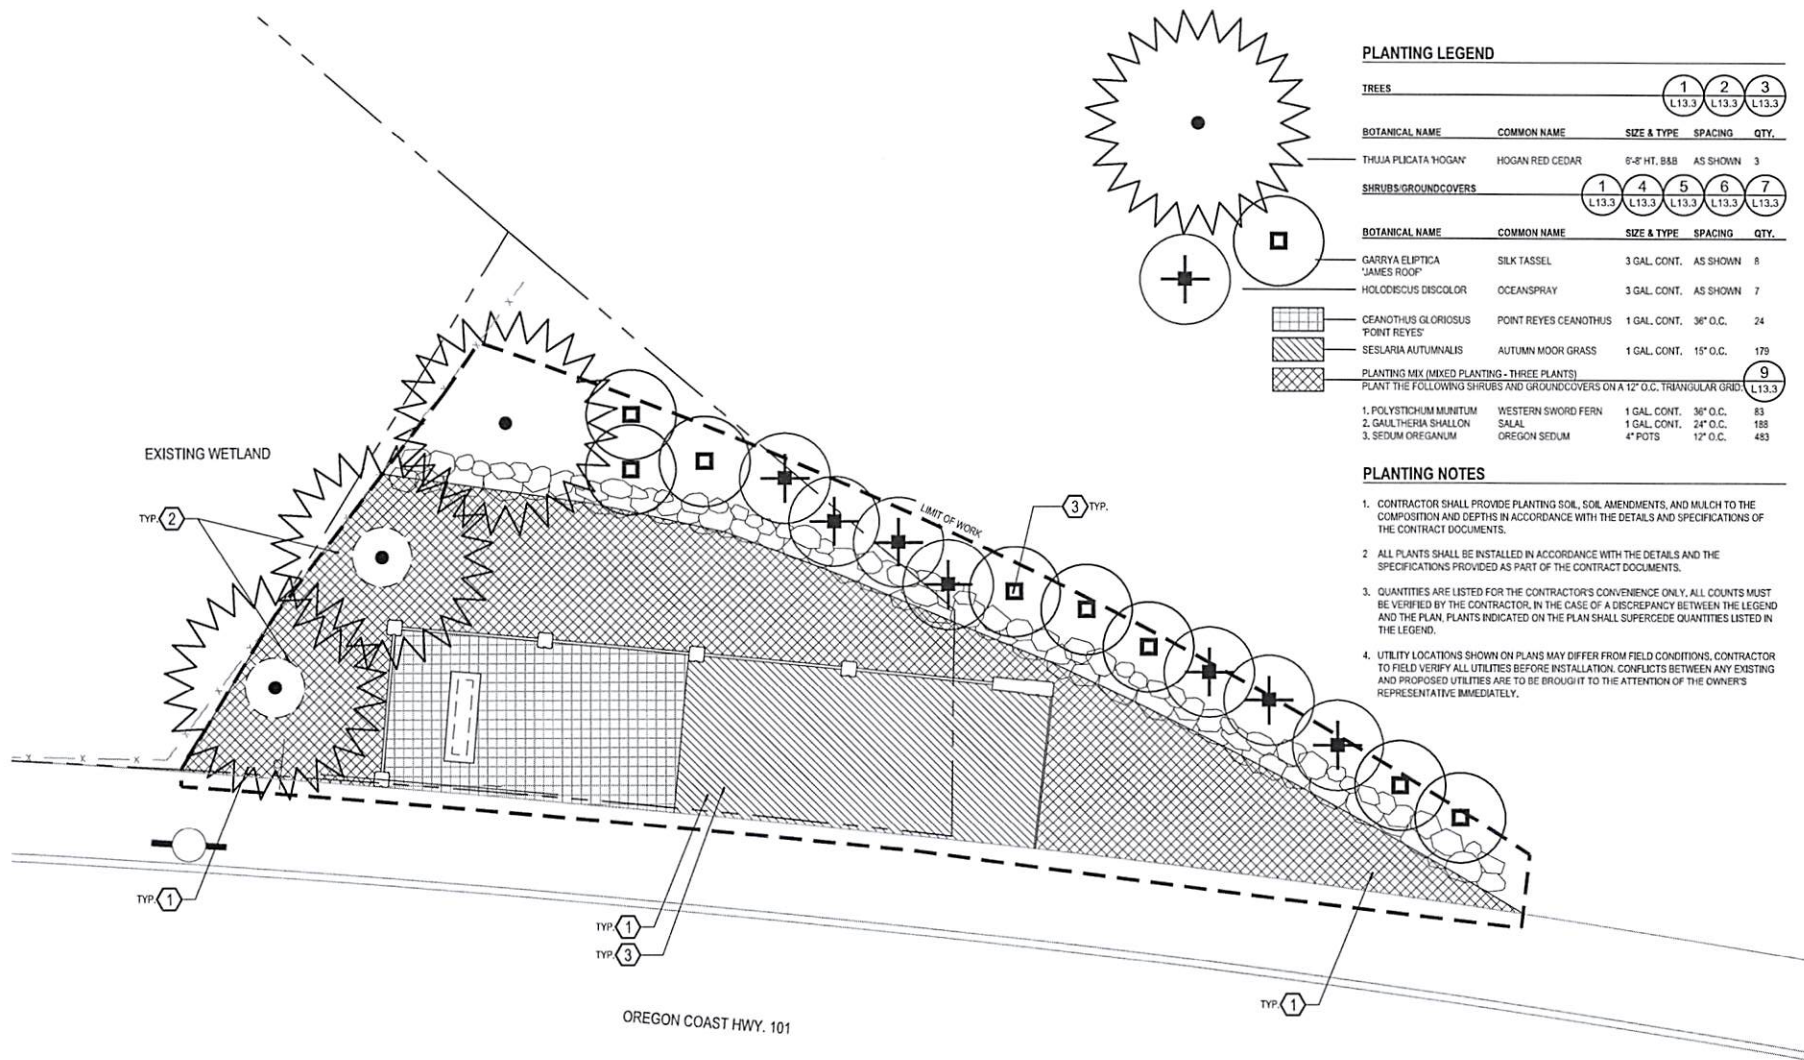 PLANTING LEGEND
TREES
1 L13.3 2 L13.3 3 L13.3
BOTANICAL NAME COMMON NAME SIZE & TYPE SPACING QTY.
THUJA PLICATA 'HOGAN' HOGAN RED CEDAR 6'-8' HT, B&B AS SHOWN 3
SHRUBS/GROUNDCOVERS
1 L13.3 4 L13.3 5 L13.3 6 L13.3 7 L13.3
BOTANICAL NAME COMMON NAME SIZE & TYPE SPACING QTY.
GARRYA ELIPTICA SILK TASSEL 3 GAL. CONT. AS SHOWN 8
'JAMES ROOF'
HOLODISCUS DISCOLOR OCEANSPRAY 3 GAL. CONT. AS SHOWN 7
CEANOTHUS GLORIOSUS POINT REYES CEANOTHUS 1 GAL. CONT. 36" O.C. 24
'POINT REYES'
SESLARIA AUTUMNALIS AUTUMN MOOR GRASS 1 GAL. CONT. 15" O.C. 179
PLANTING MIX (MIXED PLANTING - THREE PLANTS)
PLANT THE FOLLOWING SHRUBS AND GROUNDCOVERS ON A 12" O.C. TRIANGULAR GRID:
9 L13.3
1. POLYSTICHUM MUNITUM WESTERN SWORD FERN 1 GAL. CONT. 36" O.C. 83
2. GAULTHERIA SHALLON SALAL 1 GAL. CONT. 24" O.C. 188
3. SEDUM OREGANUM OREGON SEDUM 4" POTS 12" O.C. 483
PLANTING NOTES
1. CONTRACTOR SHALL PROVIDE PLANTING SOIL, SOIL AMENDMENTS, AND MULCH TO THE
COMPOSITION AND DEPTHS IN ACCORDANCE WITH THE DETAILS AND SPECIFICATIONS OF
THE CONTRACT DOCUMENTS.
2 ALL PLANTS SHALL BE INSTALLED IN ACCORDANCE WITH THE DETAILS AND THE
SPECIFICATIONS PROVIDED AS PART OF THE CONTRACT DOCUMENTS.
3. QUANTITIES ARE LISTED FOR THE CONTRACTOR'S CONVENIENCE ONLY. ALL COUNTS MUST
BE VERIFIED BY THE CONTRACTOR. IN THE CASE OF A DISCREPANCY BETWEEN THE LEGEND
AND THE PLAN, PLANTS INDICATED ON THE PLAN SHALL SUPERCEDE QUANTITIES LISTED IN
THE LEGEND.
4. UTILITY LOCATIONS SHOWN ON PLANS MAY DIFFER FROM FIELD CONDITIONS, CONTRACTOR
TO FIELD VERIFY ALL UTILITIES BEFORE INSTALLATION. CONFLICTS BETWEEN ANY EXISTING
AND PROPOSED UTILITIES ARE TO BE BROUGHT TO THE ATTENTION OF THE OWNER'S
REPRESENTATIVE IMMEDIATELY.
EXISTING WETLAND
TYP. 2
LIMIT OF WORK
3 TYP.
TYP. 1
TYP. 1
TYP. 3
TYP. 1
OREGON COAST HWY. 101